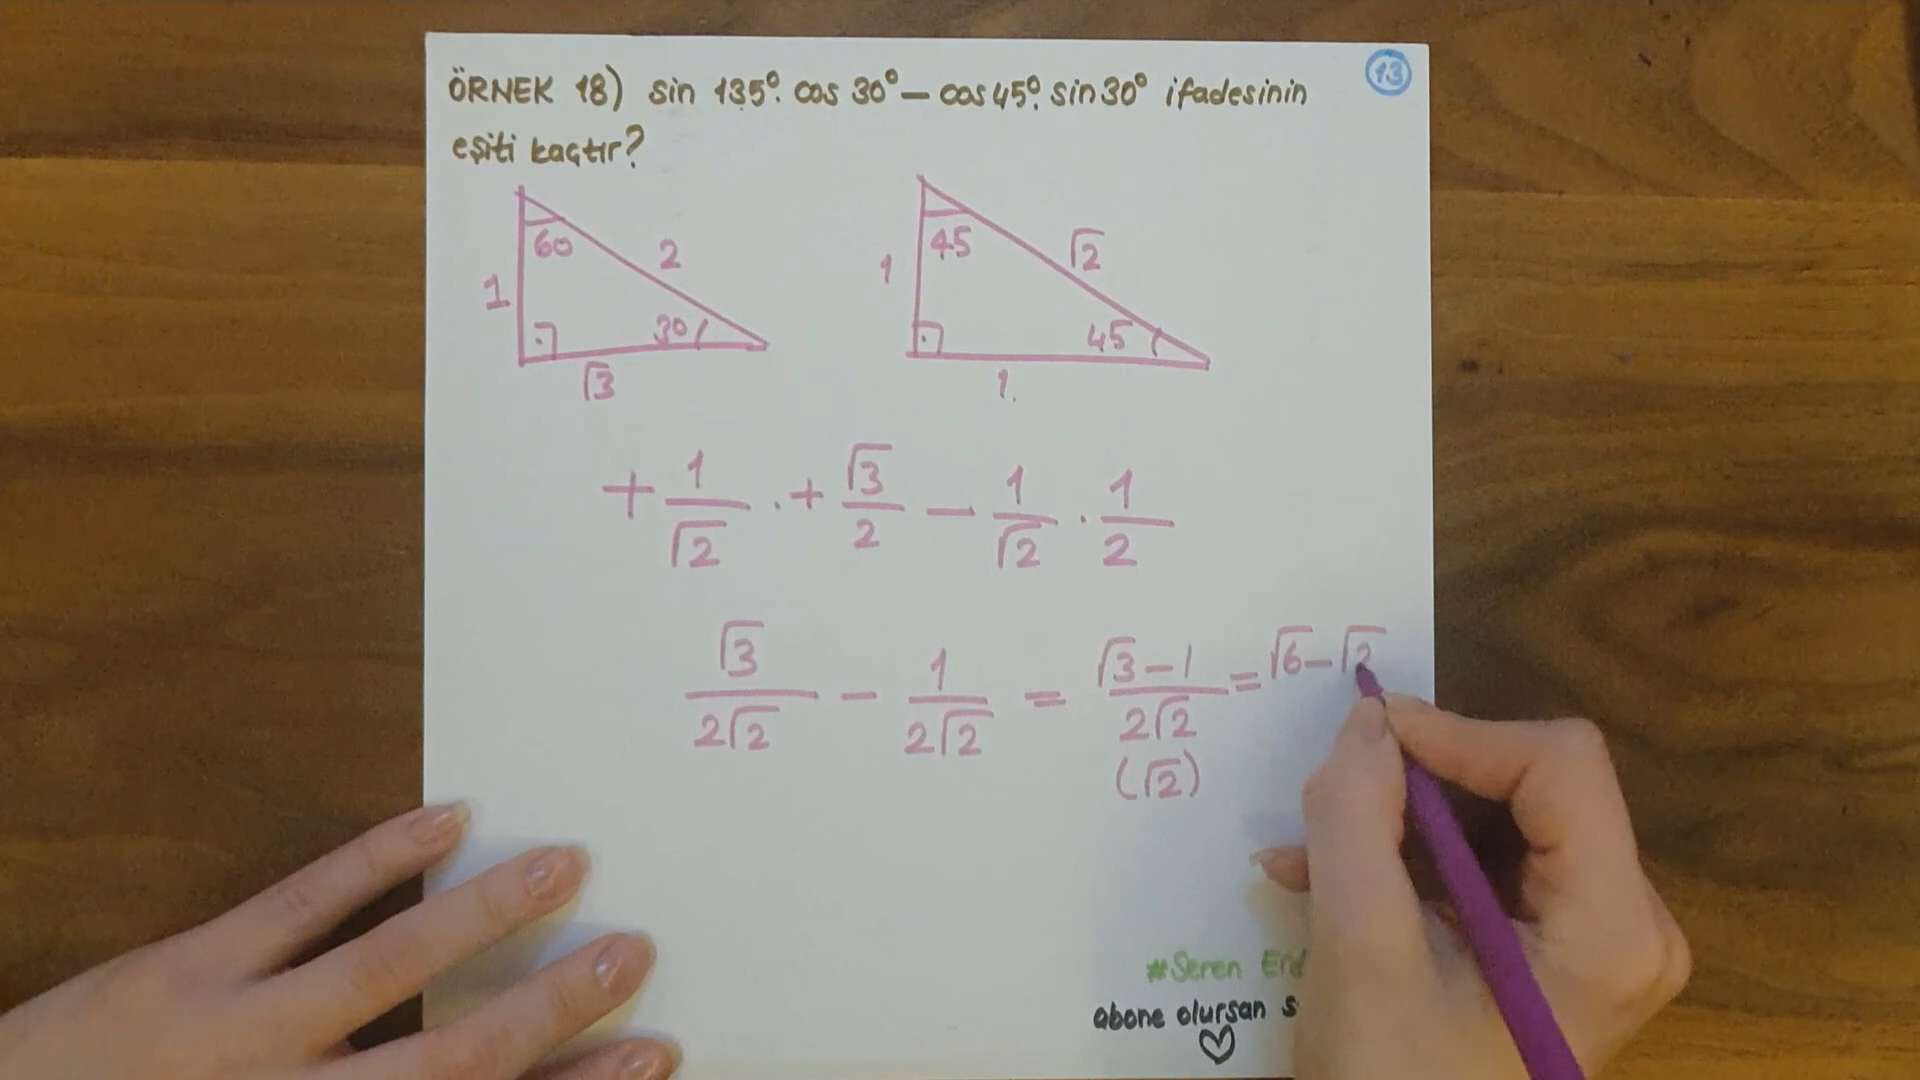 ÖRNEK 18) sin 135°. cos 30° — cos 45°. sin 30° ifadesinin
13
eşiti kaçtır?
60
2
1
30
√3
45
√2
1
45
1.
+ 1/√2 . + √3/2 — 1/√2 . 1/2
√3/2√2 — 1/2√2 = √3 — 1/2√2 = √6 — √2
(√2)
#Seren
abone olursan